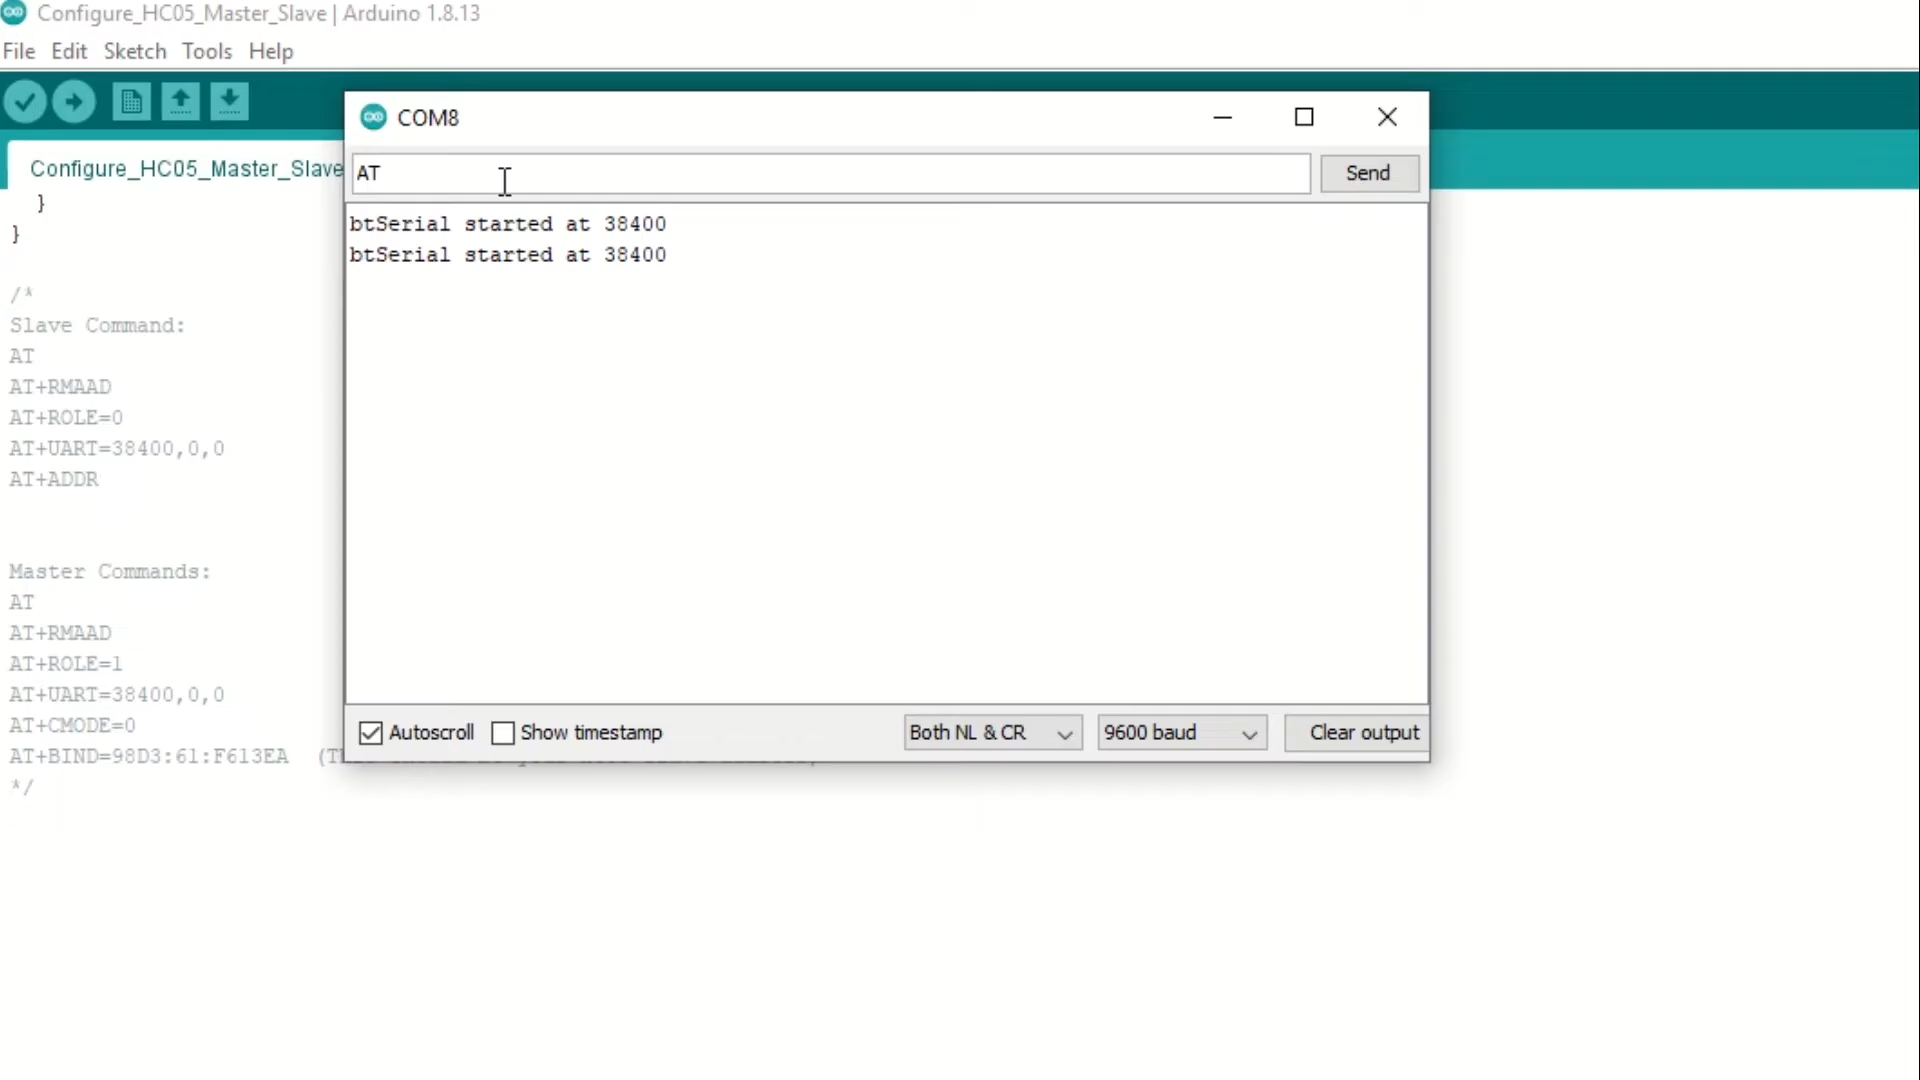 Configure_HC05_Master_Slave | Arduino 1.8.13
File Edit Sketch Tools Help
COM8
Configure_HC05_Master_Slave
AT
Send
}
}
btSerial started at 38400
btSerial started at 38400
/*
Slave Command:
AT
AT+RMAAD
AT+ROLE=0
AT+UART=38400,0,0
AT+ADDR
Master Commands:
AT
AT+RMAAD
AT+ROLE=1
AT+UART=38400,0,0
AT+CMODE=0
AT+BIND=98D3:61:F613EA
*/
Autoscroll
Show timestamp
Both NL & CR
9600 baud
Clear output